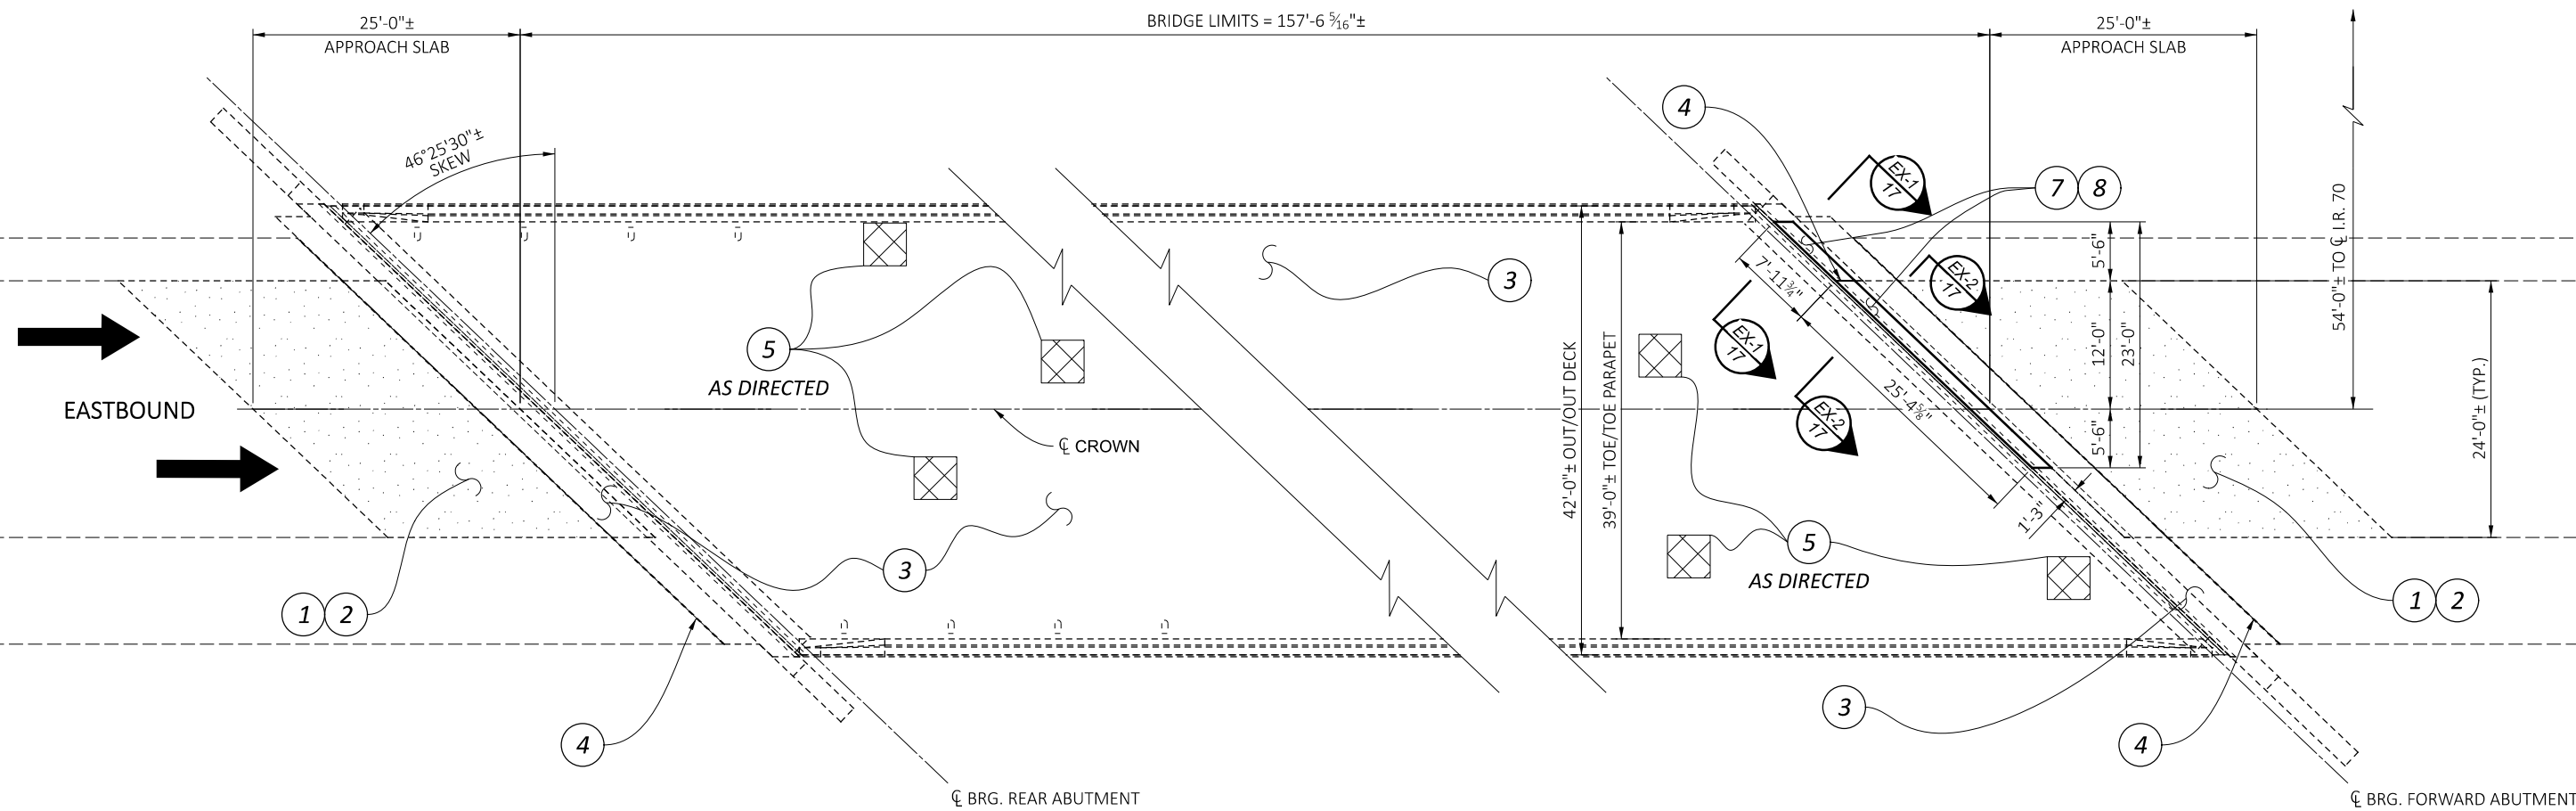 25'-0"±
APPROACH SLAB
BRIDGE LIMITS = 157'-6 5/16"±
25'-0"±
APPROACH SLAB
46°25'30"±
SKEW
4
EX-1
17
7 8
54'-0"± TO ℄ I.R. 70
5'-6"
EX-2
17
3
7'-11¾"
EX-1
17
12'-0"
23'-0"
5
AS DIRECTED
42'-0"± OUT/OUT DECK
39'-0"± TOE/TOE PARAPET
EASTBOUND
25'-4⅝"
EX-2
17
5'-6"
24'-0"± (TYP.)
℄ CROWN
1'-3"
3
5
AS DIRECTED
1 2
1 2
3
4
4
℄ BRG. REAR ABUTMENT
℄ BRG. FORWARD ABUTMENT